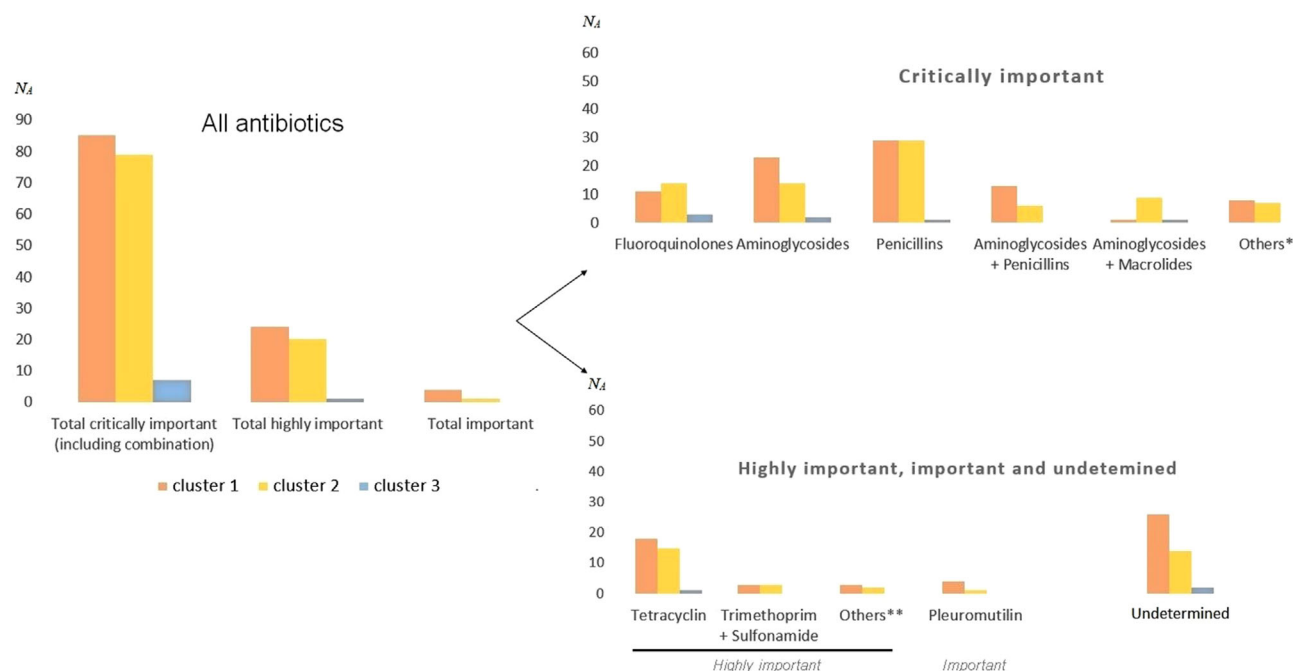 N_A
90
80
70
60
50
40
30
20
10
0
All antibiotics
Total critically important
(including combination)
Total highly important
Total important
cluster 1
cluster 2
cluster 3
N_A
60
50
40
30
20
10
0
Critically important
Fluoroquinolones
Aminoglycosides
Penicillins
Aminoglycosides
+ Penicillins
Aminoglycosides
+ Macrolides
Others*
N_A
60
50
40
30
20
10
0
Highly important, important and undetemined
Tetracyclin
Trimethoprim
+ Sulfonamide
Others**
Pleuromutilin
Undetermined
Highly important
Important